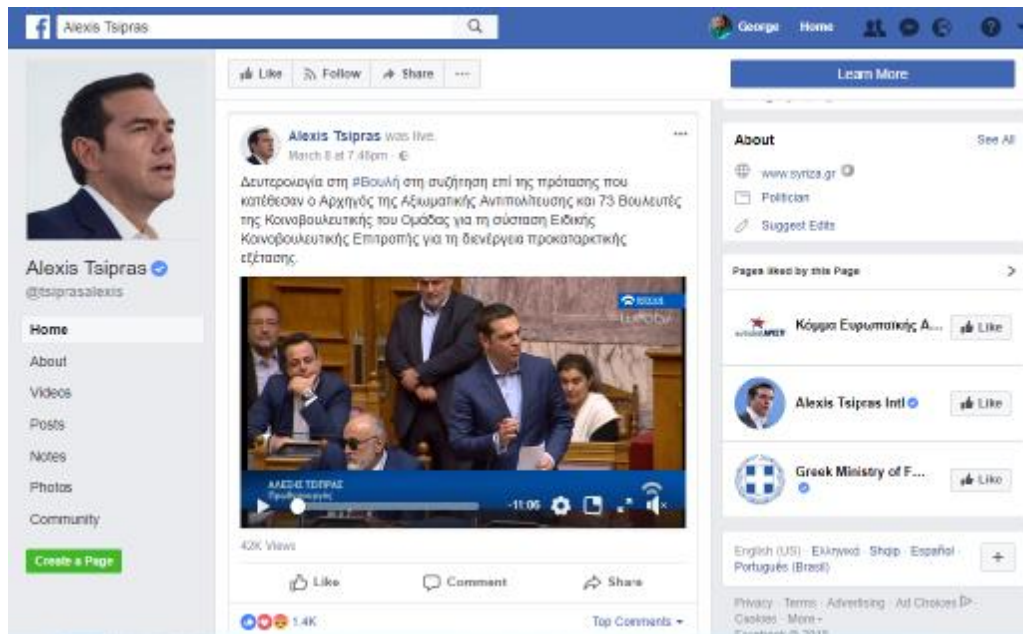 Alexis Tsipras
George Home
Like Follow Share
Learn More
Alexis Tsipras
@tsiprasalexis
Home
About
Videos
Posts
Notes
Photos
Community
Create a Page
Alexis Tsipras was live.
March 8 at 7:46pm
Δευτερολογία στη #Βουλή στη συζήτηση επί της πρότασης που
κατέθεσαν ο Αρχηγός της Αξιωματικής Αντιπολίτευσης και 73 Βουλευτές
της Κοινοβουλευτικής του Ομάδας για τη σύσταση Ειδικής
Κοινοβουλευτικής Επιτροπής για τη διενέργεια προκαταρκτικής
εξέτασης.
ΒΟΥΛΗ
webtv
ΑΛΕΞΗΣ ΤΣΙΠΡΑΣ
Πρωθυπουργός
-11:06
42K Views
Like Comment Share
1.4K Top Comments
About See All
www.syriza.gr
Politician
Suggest Edits
Pages liked by this Page
Κόμμα Ευρωπαϊκής Α... Like
Alexis Tsipras Intl Like
Greek Ministry of F... Like
English (US) · Ελληνικά · Shqip · Español ·
Português (Brasil)
Privacy · Terms · Advertising · Ad Choices
Cookies · More